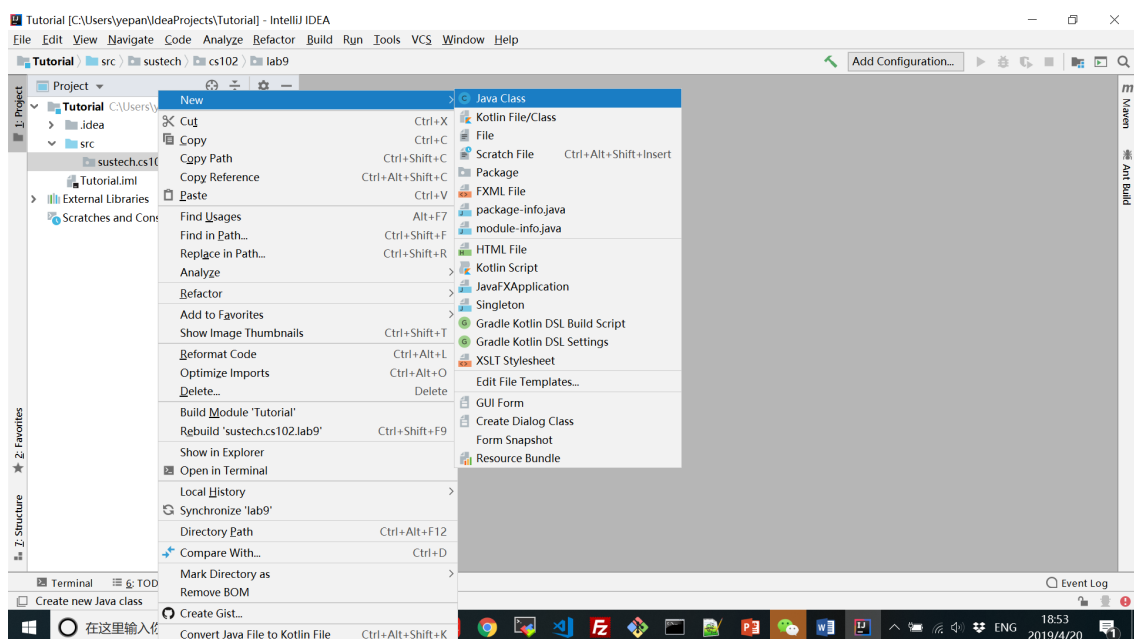 Tutorial [C:\Users\yepan\IdeaProjects\Tutorial] - IntelliJ IDEA
File Edit View Navigate Code Analyze Refactor Build Run Tools VCS Window Help
Tutorial src sustech cs102 lab9 Add Configuration...
Project
1: Project
Maven
Ant Build
2: Favorites
7: Structure
Tutorial C:\Users\y
.idea
src
sustech.cs10
Tutorial.iml
External Libraries
Scratches and Cons
New
Cut Ctrl+X
Copy Ctrl+C
Copy Path Ctrl+Shift+C
Copy Reference Ctrl+Alt+Shift+C
Paste Ctrl+V
Find Usages Alt+F7
Find in Path... Ctrl+Shift+F
Replace in Path... Ctrl+Shift+R
Analyze
Refactor
Add to Favorites
Show Image Thumbnails Ctrl+Shift+T
Reformat Code Ctrl+Alt+L
Optimize Imports Ctrl+Alt+O
Delete... Delete
Build Module 'Tutorial'
Rebuild 'sustech.cs102.lab9' Ctrl+Shift+F9
Show in Explorer
Open in Terminal
Local History
Synchronize 'lab9'
Directory Path Ctrl+Alt+F12
Compare With... Ctrl+D
Mark Directory as
Remove BOM
Create Gist...
Convert Java File to Kotlin File Ctrl+Alt+Shift+K
Java Class
Kotlin File/Class
File
Scratch File Ctrl+Alt+Shift+Insert
Package
FXML File
package-info.java
module-info.java
HTML File
Kotlin Script
JavaFXApplication
Singleton
Gradle Kotlin DSL Build Script
Gradle Kotlin DSL Settings
XSLT Stylesheet
Edit File Templates...
GUI Form
Create Dialog Class
Form Snapshot
Resource Bundle
Terminal 6: TOD Event Log
Create new Java class
在这里输入你 ENG 18:53
2019/4/20